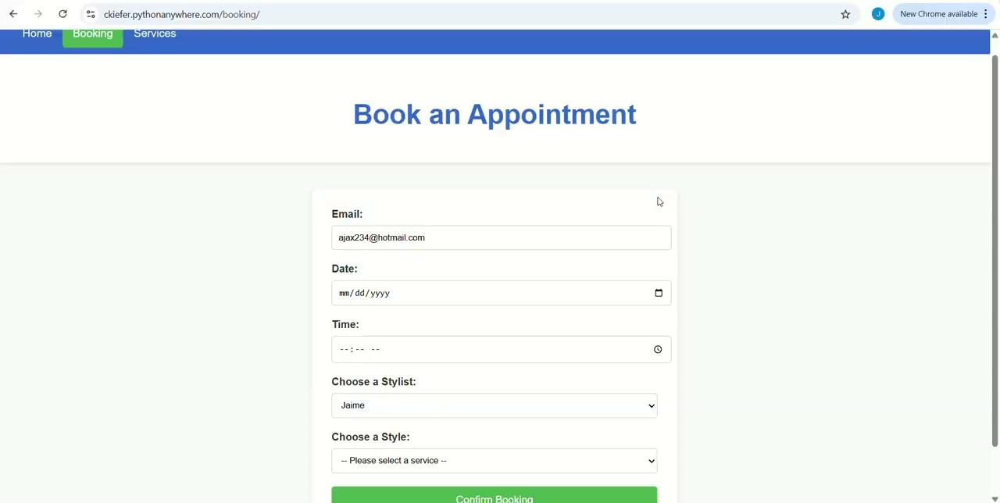 ckiefer.pythonanywhere.com/booking/
J
New Chrome available
Home Booking Services
Book an Appointment
Email:
ajax234@hotmail.com
Date:
mm/dd/yyyy
Time:
--:-- --
Choose a Stylist:
Jaime
Choose a Style:
-- Please select a service --
Confirm Booking